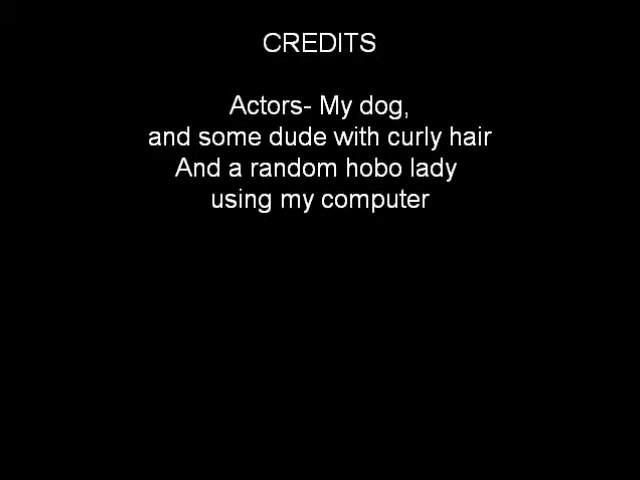 CREDITS
Actors- My dog,
and some dude with curly hair
And a random hobo lady
using my computer